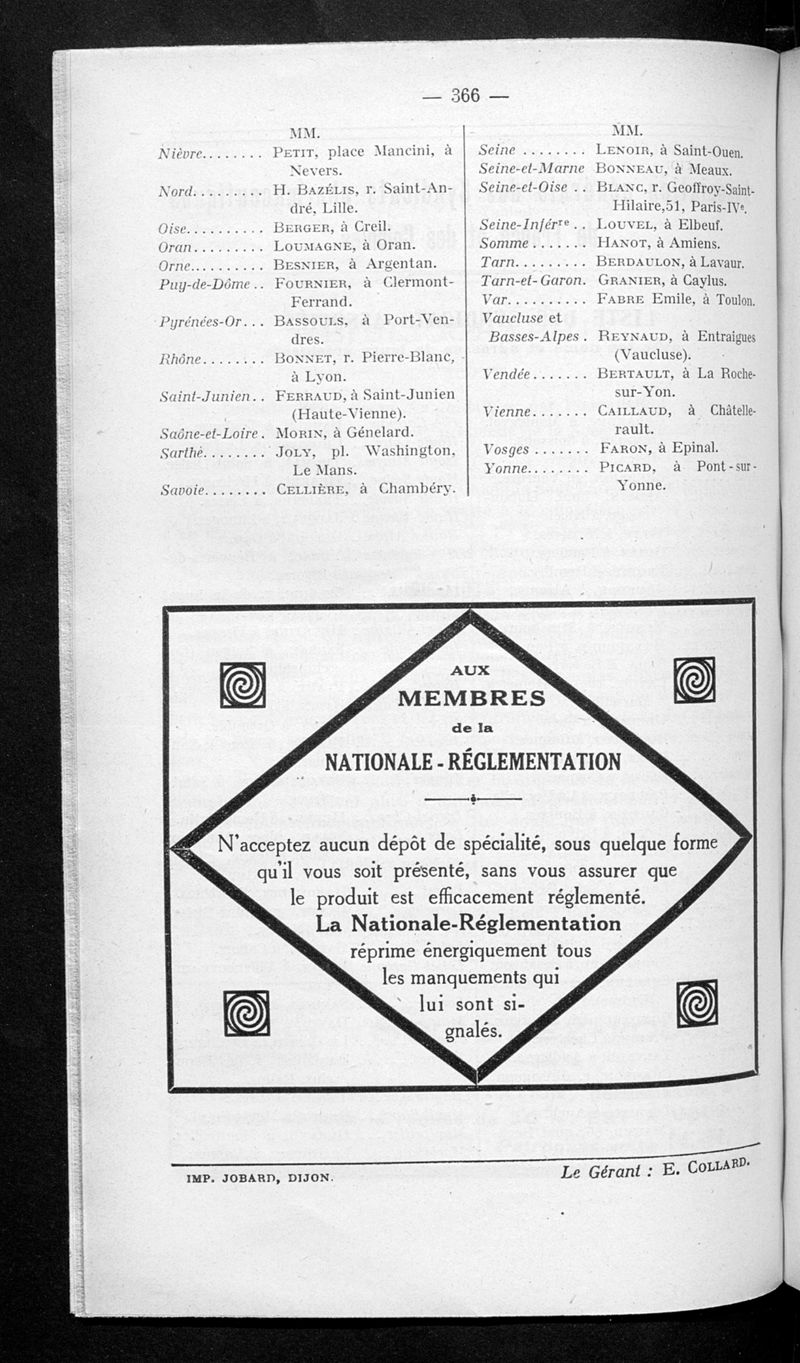 — 366 —
MM.
Nièvre........ PETIT, place Mancini, à
Nevers.
Nord......... H. BAZÉLIS, r. Saint-An-
dré, Lille.
Oise.......... BERGER, à Creil.
Oran......... LOUMAGNE, à Oran.
Orne.......... BESNIER, à Argentan.
Puy-de-Dôme.. FOURNIER, à Clermont-
Ferrand.
Pyrénées-Or... BASSOULS, à Port-Ven-
dres.
Rhône........ BONNET, r. Pierre-Blanc,
à Lyon.
Saint-Junien.. FERRAUD, à Saint-Junien
(Haute-Vienne).
Saône-et-Loire. MORIN, à Génelard.
Sarthe........ JOLY, pl. Washington,
Le Mans.
Savoie........ CELLIÈRE, à Chambéry.
MM.
Seine ........ LENOIR, à Saint-Ouen.
Seine-et-Marne BONNEAU, à Meaux.
Seine-et-Oise .. BLANC, r. Geoffroy-Saint-
Hilaire,51, Paris-IVe.
Seine-Inférre.. LOUVEL, à Elbeuf.
Somme....... HANOT, à Amiens.
Tarn......... BERDAULON, à Lavaur.
Tarn-et-Garon. GRANIER, à Caylus.
Var.......... FABRE Emile, à Toulon.
Vaucluse et
Basses-Alpes . REYNAUD, à Entraigues
(Vaucluse).
Vendée....... BERTAULT, à La Roche-
sur-Yon.
Vienne....... CAILLAUD, à Châtelle-
rault.
Vosges ....... FARON, à Epinal.
Yonne........ PICARD, à Pont-sur-
Yonne.
AUX
MEMBRES
de la
NATIONALE-RÉGLEMENTATION
N'acceptez aucun dépôt de spécialité, sous quelque forme
qu'il vous soit présenté, sans vous assurer que
le produit est efficacement réglementé.
La Nationale-Réglementation
réprime énergiquement tous
les manquements qui
lui sont si-
gnalés.
IMP. JOBARD, DIJON.
Le Gérant : E. COLLARD.